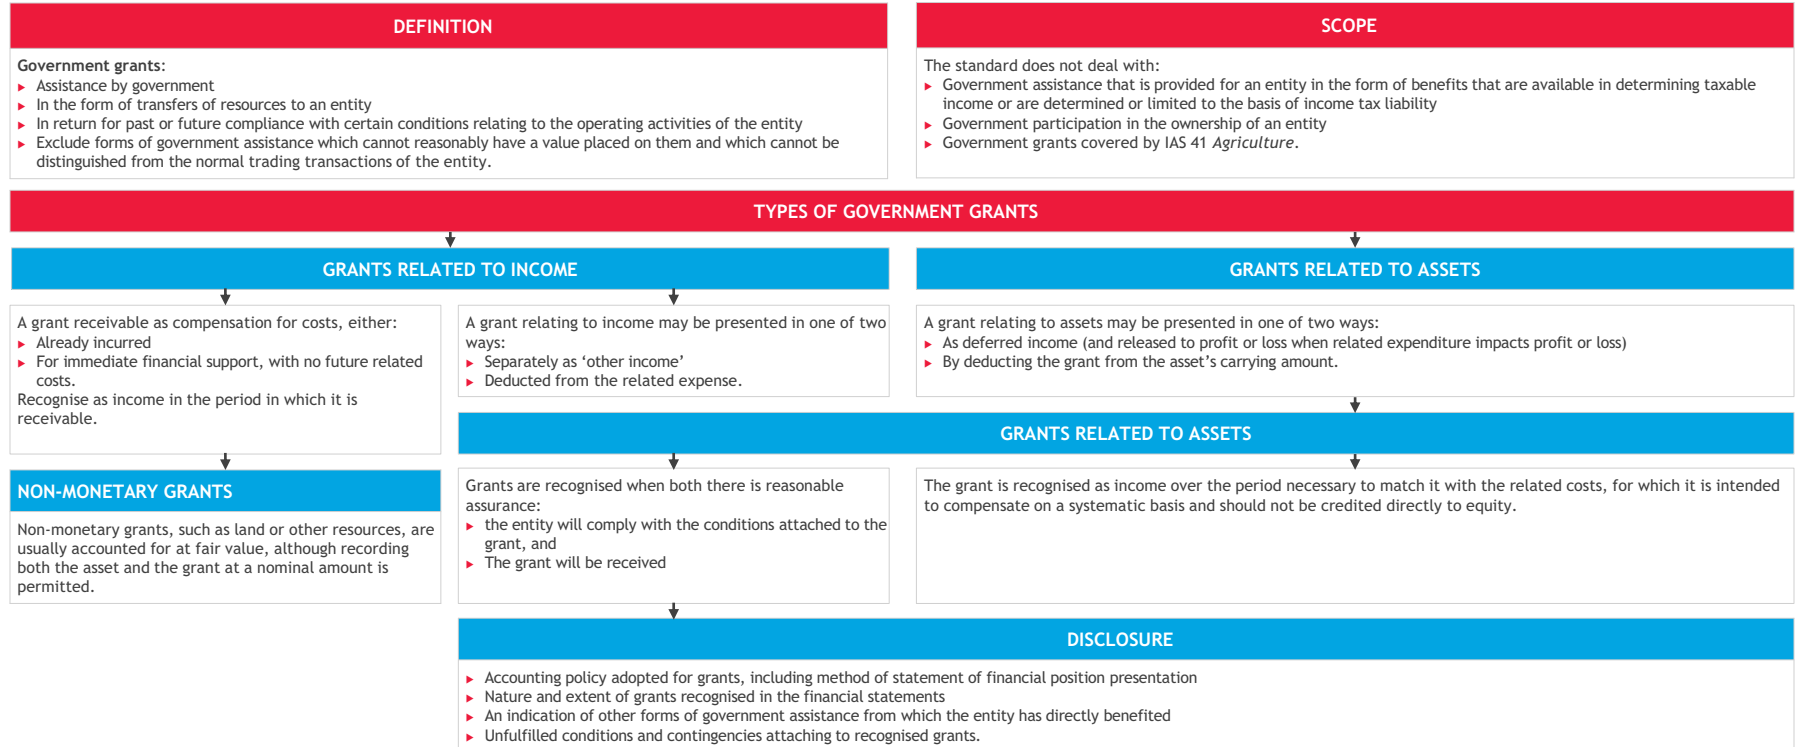 DEFINITION
Government grants:
► Assistance by government
► In the form of transfers of resources to an entity
► In return for past or future compliance with certain conditions relating to the operating activities of the entity
► Exclude forms of government assistance which cannot reasonably have a value placed on them and which cannot be
distinguished from the normal trading transactions of the entity.
SCOPE
The standard does not deal with:
► Government assistance that is provided for an entity in the form of benefits that are available in determining taxable
income or are determined or limited to the basis of income tax liability
► Government participation in the ownership of an entity
► Government grants covered by IAS 41 Agriculture.
TYPES OF GOVERNMENT GRANTS
GRANTS RELATED TO INCOME
A grant receivable as compensation for costs, either:
► Already incurred
► For immediate financial support, with no future related
costs.
Recognise as income in the period in which it is
receivable.
A grant relating to income may be presented in one of two
ways:
► Separately as ‘other income’
► Deducted from the related expense.
GRANTS RELATED TO ASSETS
A grant relating to assets may be presented in one of two ways:
► As deferred income (and released to profit or loss when related expenditure impacts profit or loss)
► By deducting the grant from the asset’s carrying amount.
NON-MONETARY GRANTS
Non-monetary grants, such as land or other resources, are
usually accounted for at fair value, although recording
both the asset and the grant at a nominal amount is
permitted.
GRANTS RELATED TO ASSETS
Grants are recognised when both there is reasonable
assurance:
► the entity will comply with the conditions attached to the
grant, and
► The grant will be received
The grant is recognised as income over the period necessary to match it with the related costs, for which it is intended
to compensate on a systematic basis and should not be credited directly to equity.
DISCLOSURE
► Accounting policy adopted for grants, including method of statement of financial position presentation
► Nature and extent of grants recognised in the financial statements
► An indication of other forms of government assistance from which the entity has directly benefited
► Unfulfilled conditions and contingencies attaching to recognised grants.